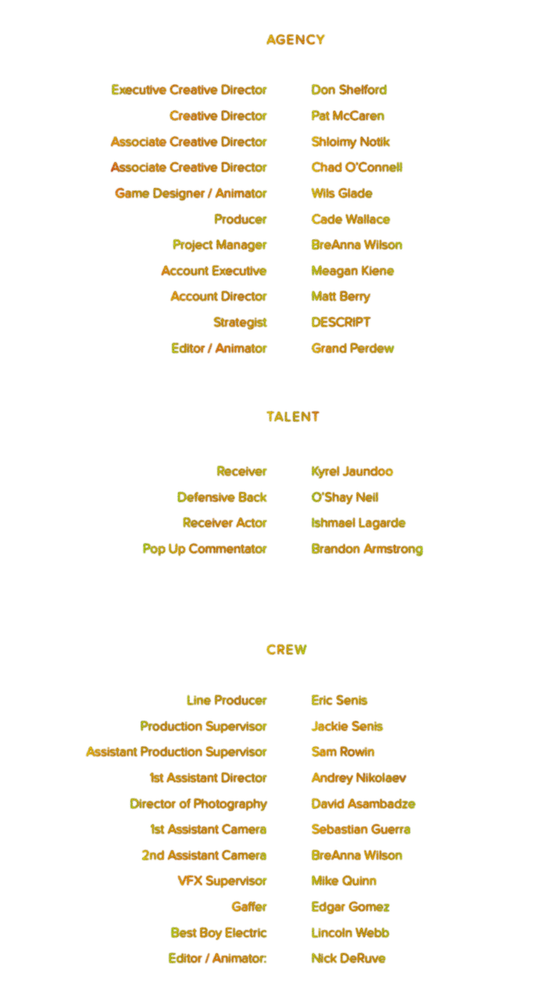 AGENCY
Executive Creative Director Don Shelford
Creative Director Pat McCaren
Associate Creative Director Shloimy Notik
Associate Creative Director Chad O'Connell
Game Designer / Animator Wils Glade
Producer Cade Wallace
Project Manager BreAnna Wilson
Account Executive Meagan Kiene
Account Director Matt Berry
Strategist DESCRIPT
Editor / Animator Grand Perdew
TALENT
Receiver Kyrel Jaundoo
Defensive Back O'Shay Neil
Receiver Actor Ishmael Lagarde
Pop Up Commentator Brandon Armstrong
CREW
Line Producer Eric Senis
Production Supervisor Jackie Senis
Assistant Production Supervisor Sam Rowin
1st Assistant Director Andrey Nikolaev
Director of Photography David Asambadze
1st Assistant Camera Sebastian Guerra
2nd Assistant Camera BreAnna Wilson
VFX Supervisor Mike Quinn
Gaffer Edgar Gomez
Best Boy Electric Lincoln Webb
Editor / Animator: Nick DeRuve